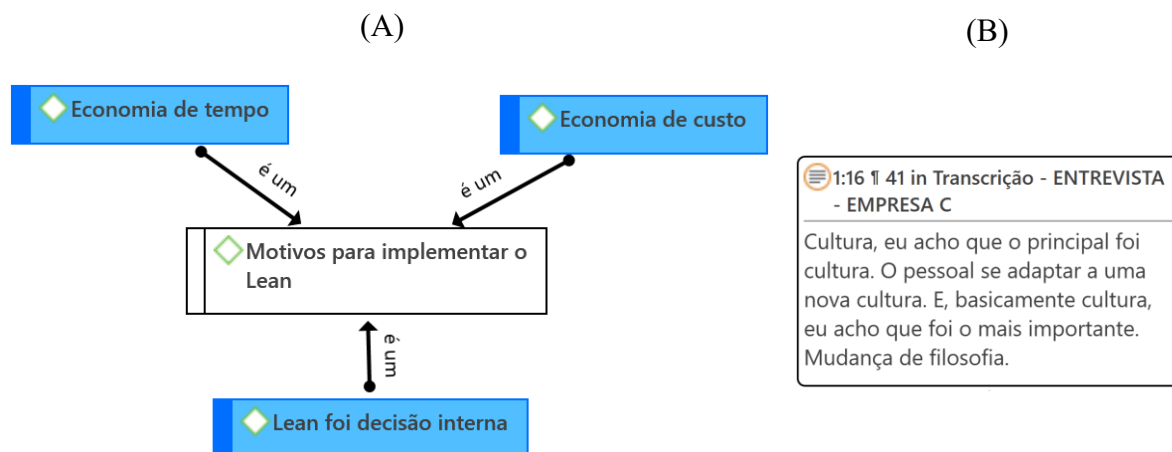 (A)
(B)
Economia de tempo
Economia de custo
é um
é um
Motivos para implementar o
Lean
é um
Lean foi decisão interna
1:16 ¶ 41 in Transcrição - ENTREVISTA
- EMPRESA C
Cultura, eu acho que o principal foi
cultura. O pessoal se adaptar a uma
nova cultura. E, basicamente cultura,
eu acho que foi o mais importante.
Mudança de filosofia.